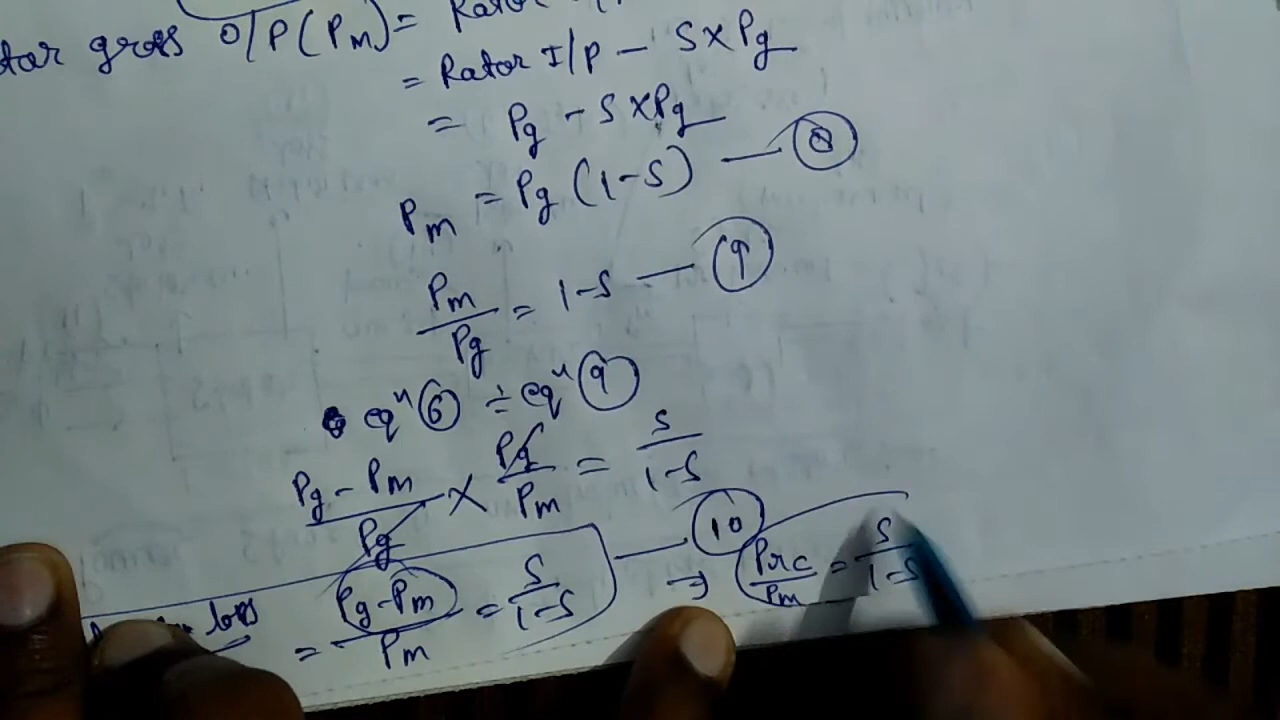 gross O/P (Pm) =
= Rotor I/P - S×Pg
= Pg - S×Pg
Pm = Pg (1-S) — 8
Pm/Pg = 1-S — 9
eqⁿ 6 ÷ eqⁿ 9
Pg-Pm/Pg × Pg/Pm = S/1-S
loss = Pg-Pm/Pm = S/1-S — 10 ⇒ Prc/Pm = S/1-S